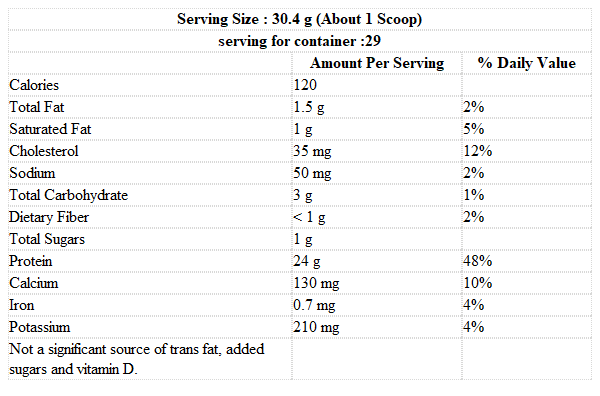 Serving Size : 30.4 g (About 1 Scoop)
serving for container :29
Amount Per Serving % Daily Value
Calories 120
Total Fat 1.5 g 2%
Saturated Fat 1 g 5%
Cholesterol 35 mg 12%
Sodium 50 mg 2%
Total Carbohydrate 3 g 1%
Dietary Fiber < 1 g 2%
Total Sugars 1 g
Protein 24 g 48%
Calcium 130 mg 10%
Iron 0.7 mg 4%
Potassium 210 mg 4%
Not a significant source of trans fat, added
sugars and vitamin D.